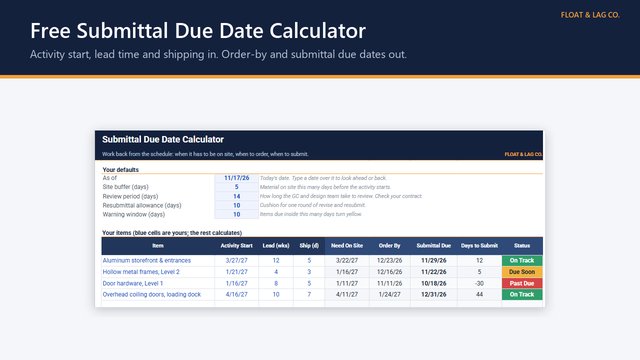 FLOAT & LAG CO.
Free Submittal Due Date Calculator
Activity start, lead time and shipping in. Order-by and submittal due dates out.
Submittal Due Date Calculator
Work back from the schedule: when it has to be on site, when to order, when to submit. FLOAT & LAG CO.
Your defaults
As of 11/17/26 Today's date. Type a date over it to look ahead or back.
Site buffer (days) 5 Material on site this many days before the activity starts.
Review period (days) 14 How long the GC and design team take to review. Check your contract.
Resubmittal allowance (days) 10 Cushion for one round of revise and resubmit.
Warning window (days) 10 Items due inside this many days turn yellow.
Your items (blue cells are yours; the rest calculates)
Item Activity Start Lead (wks) Ship (d) Need On Site Order By Submittal Due Days to Submit Status
Aluminum storefront & entrances 3/27/27 12 5 3/22/27 12/23/26 11/29/26 12 On Track
Hollow metal frames, Level 2 1/21/27 4 3 1/16/27 12/16/26 11/22/26 5 Due Soon
Door hardware, Level 1 1/16/27 8 5 1/11/27 11/11/26 10/18/26 -30 Past Due
Overhead coiling doors, loading dock 4/16/27 10 7 4/11/27 1/24/27 12/31/26 44 On Track